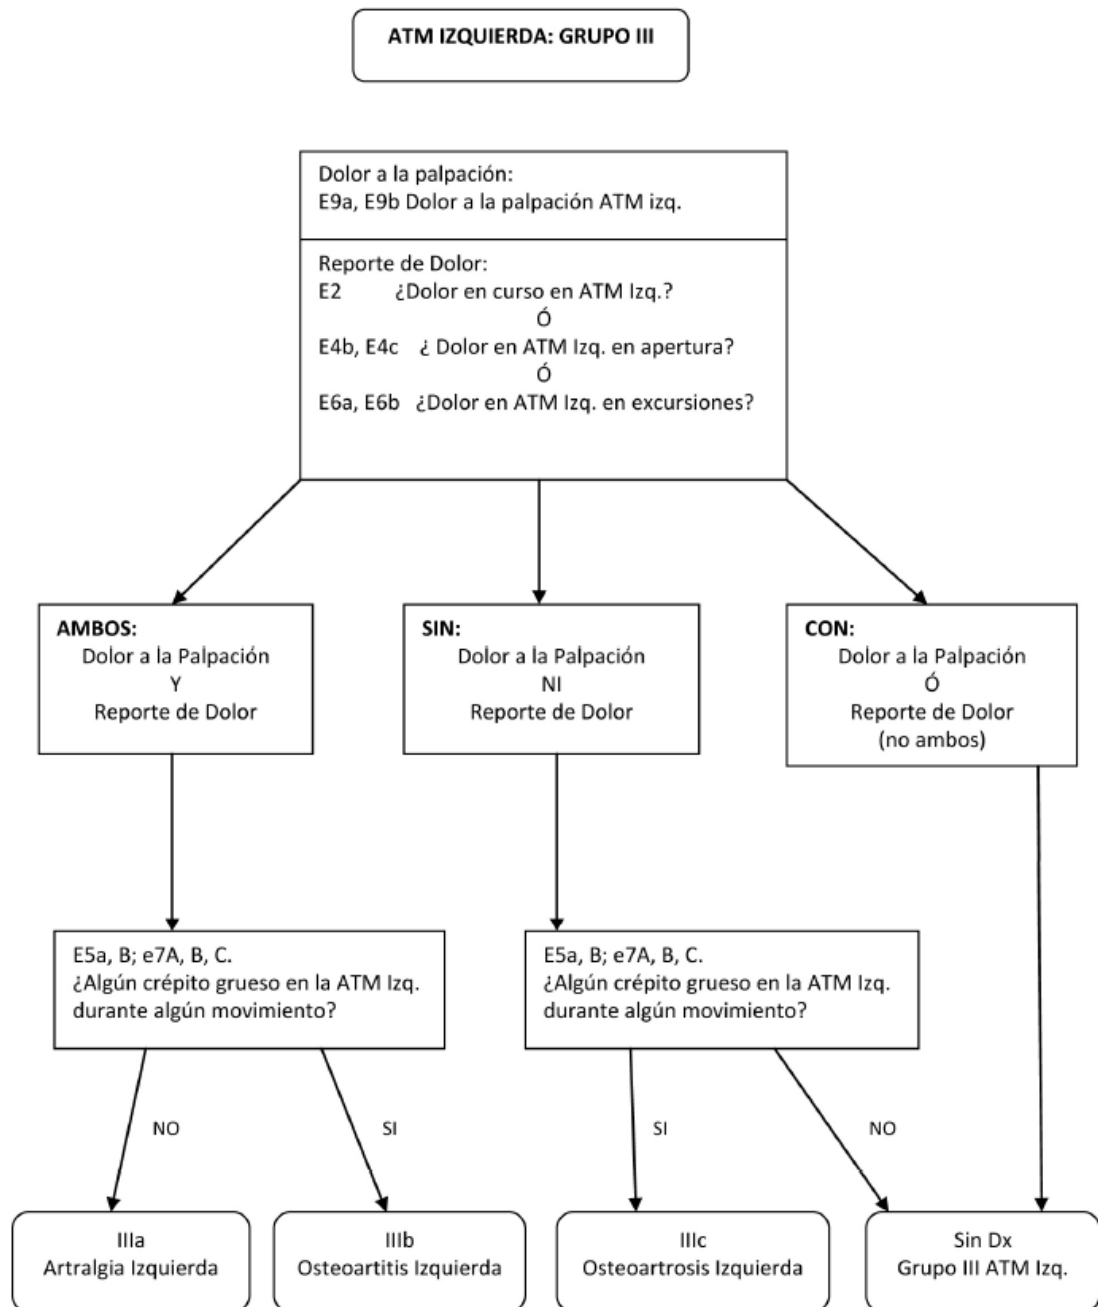 ATM IZQUIERDA: GRUPO III
Dolor a la palpación:
E9a, E9b Dolor a la palpación ATM izq.
Reporte de Dolor:
E2 ¿Dolor en curso en ATM Izq.?
Ó
E4b, E4c ¿ Dolor en ATM Izq. en apertura?
Ó
E6a, E6b ¿Dolor en ATM Izq. en excursiones?
AMBOS:
Dolor a la Palpación
Y
Reporte de Dolor
SIN:
Dolor a la Palpación
NI
Reporte de Dolor
CON:
Dolor a la Palpación
Ó
Reporte de Dolor
(no ambos)
E5a, B; e7A, B, C.
¿Algún crépito grueso en la ATM Izq.
durante algún movimiento?
E5a, B; e7A, B, C.
¿Algún crépito grueso en la ATM Izq.
durante algún movimiento?
NO
SI
SI
NO
IIIa
Artralgia Izquierda
IIIb
Osteoartitis Izquierda
IIIc
Osteoartrosis Izquierda
Sin Dx
Grupo III ATM Izq.